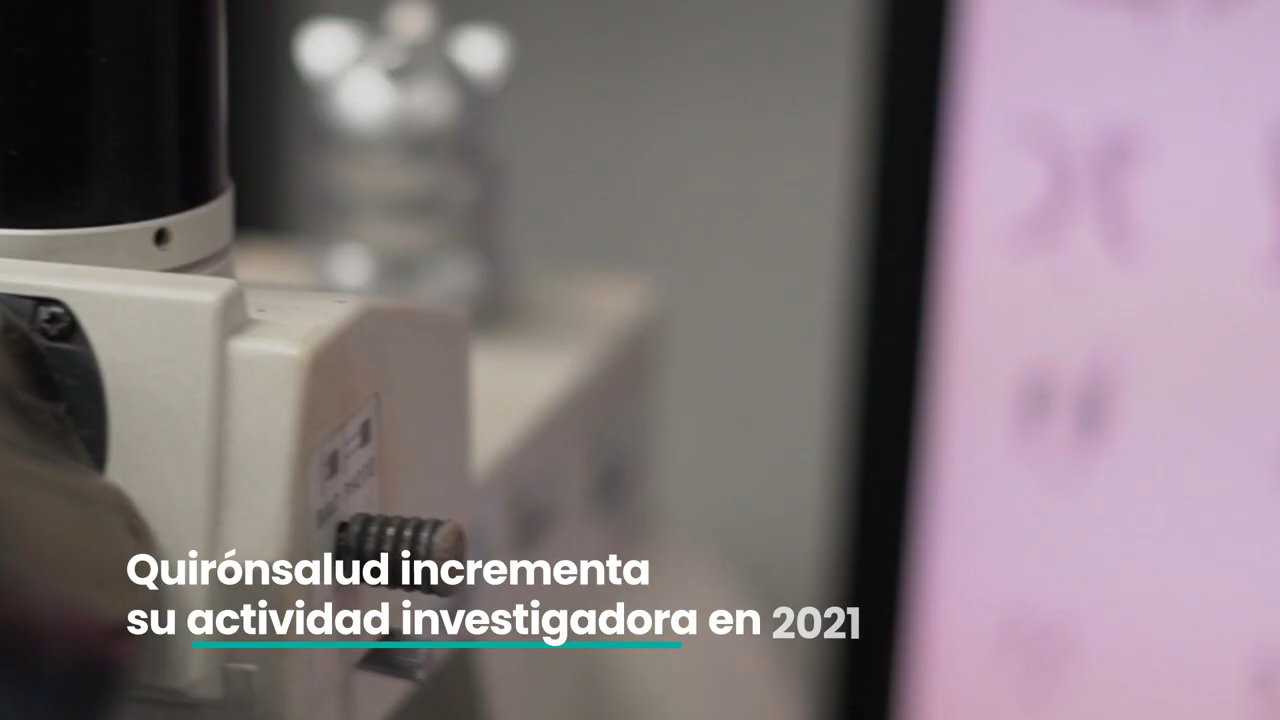 Quirónsalud incrementa
su actividad investigadora en 2021